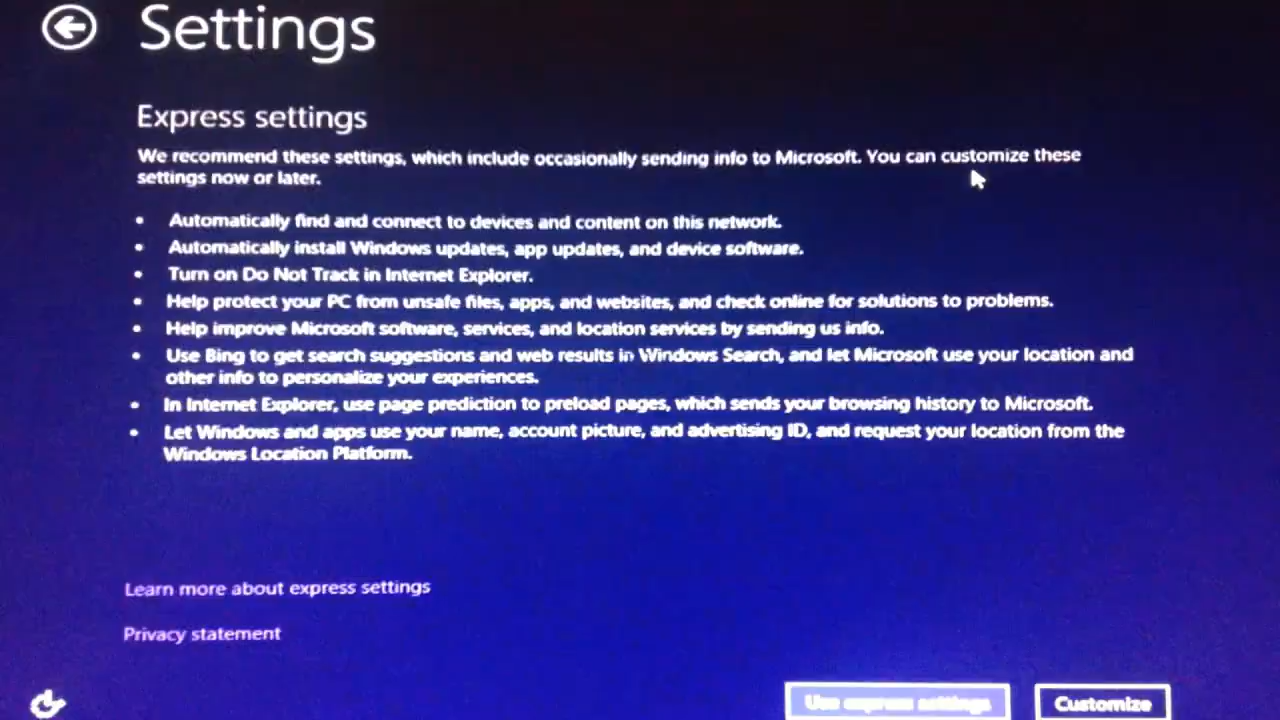 Settings
Express settings
We recommend these settings, which include occasionally sending info to Microsoft. You can customize these
settings now or later.
• Automatically find and connect to devices and content on this network.
• Automatically install Windows updates, app updates, and device software.
• Turn on Do Not Track in Internet Explorer.
• Help protect your PC from unsafe files, apps, and websites, and check online for solutions to problems.
• Help improve Microsoft software, services, and location services by sending us info.
• Use Bing to get search suggestions and web results in Windows Search, and let Microsoft use your location and
other info to personalize your experiences.
• In Internet Explorer, use page prediction to preload pages, which sends your browsing history to Microsoft.
• Let Windows and apps use your name, account picture, and advertising ID, and request your location from the
Windows Location Platform.
Learn more about express settings
Privacy statement
Use express settings
Customize